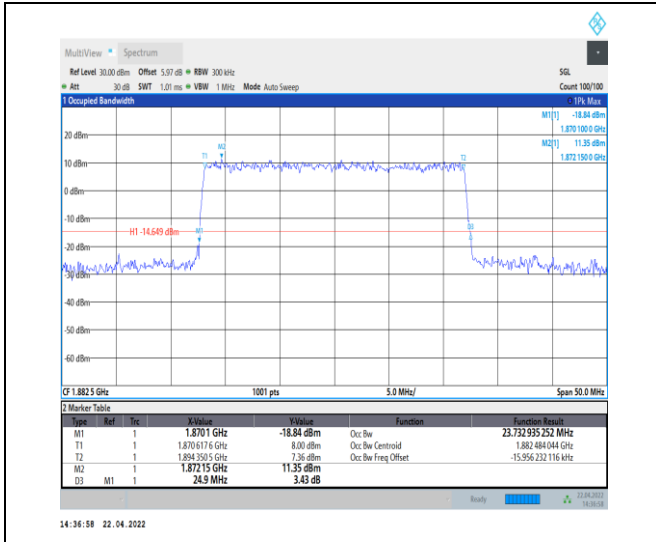 MultiView Spectrum
Ref Level 30.00 dBm Offset 5.97 dB RBW 300 kHz SGL
Att 30 dB SWT 1.01 ms VBW 1 MHz Mode Auto Sweep Count 100/100
1 Occupied Bandwidth 1Pk Max
M1[1] -18.84 dBm
1.870 100 0 GHz
M2[1] 11.35 dBm
1.872 150 0 GHz
20 dBm
M2
T1 T2
10 dBm
0 dBm
-10 dBm
H1 -14.649 dBm M1 D3
-20 dBm
-30 dBm
-40 dBm
-50 dBm
-60 dBm
CF 1.882 5 GHz 1001 pts 5.0 MHz/ Span 50.0 MHz
2 Marker Table
Type Ref Trc X-Value Y-Value Function Function Result
M1 1 1.8701 GHz -18.84 dBm Occ Bw 23.732 935 252 MHz
T1 1 1.870 617 6 GHz 8.00 dBm Occ Bw Centroid 1.882 484 044 GHz
T2 1 1.894 350 5 GHz 7.36 dBm Occ Bw Freq Offset -15.956 232 116 kHz
M2 1 1.872 15 GHz 11.35 dBm
D3 M1 1 24.9 MHz 3.43 dB
Ready 22.04.2022
14:36:58
14:36:58 22.04.2022